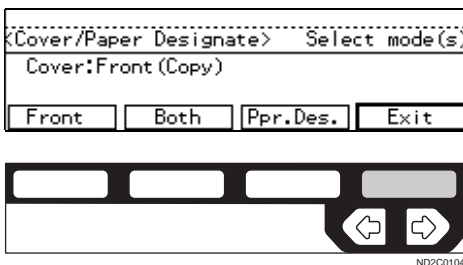 <Cover/Paper Designate> Select mode(s)
Cover:Front(Copy)
Front Both Ppr.Des. Exit
ND2C0104